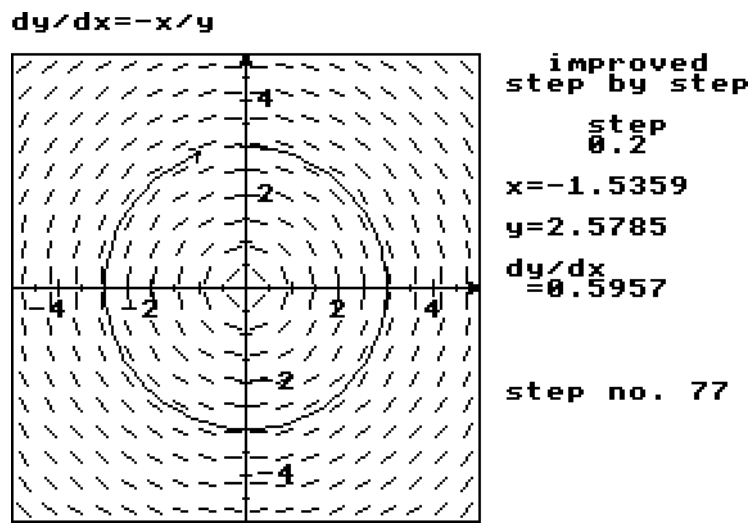 dy/dx=-x/y
improved
step by step
step
0.2
x=-1.5359
y=2.5785
dy/dx
=0.5957
step no. 77
4
2
-4 -2 2 4
-2
-4